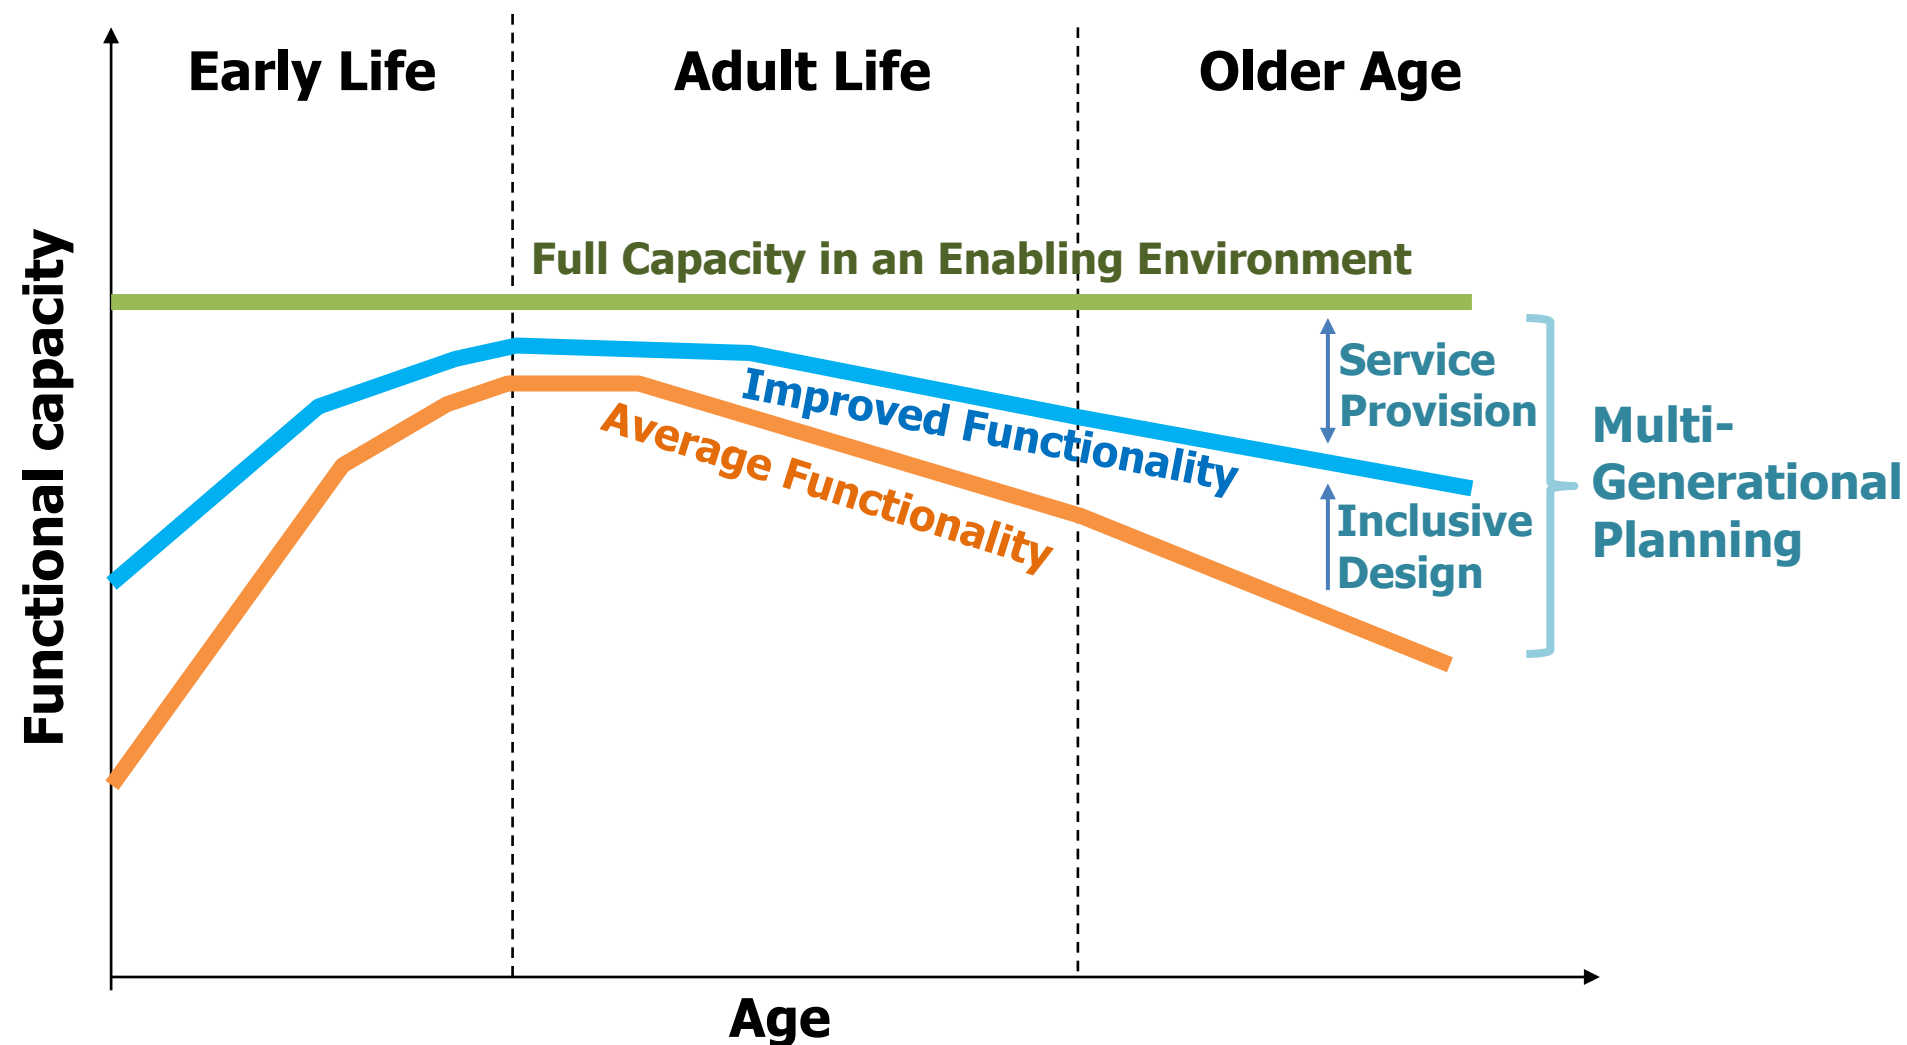 Early Life
Adult Life
Older Age
Functional capacity
Full Capacity in an Enabling Environment
Improved Functionality
Average Functionality
Service
Provision
Inclusive
Design
Multi-
Generational
Planning
Age